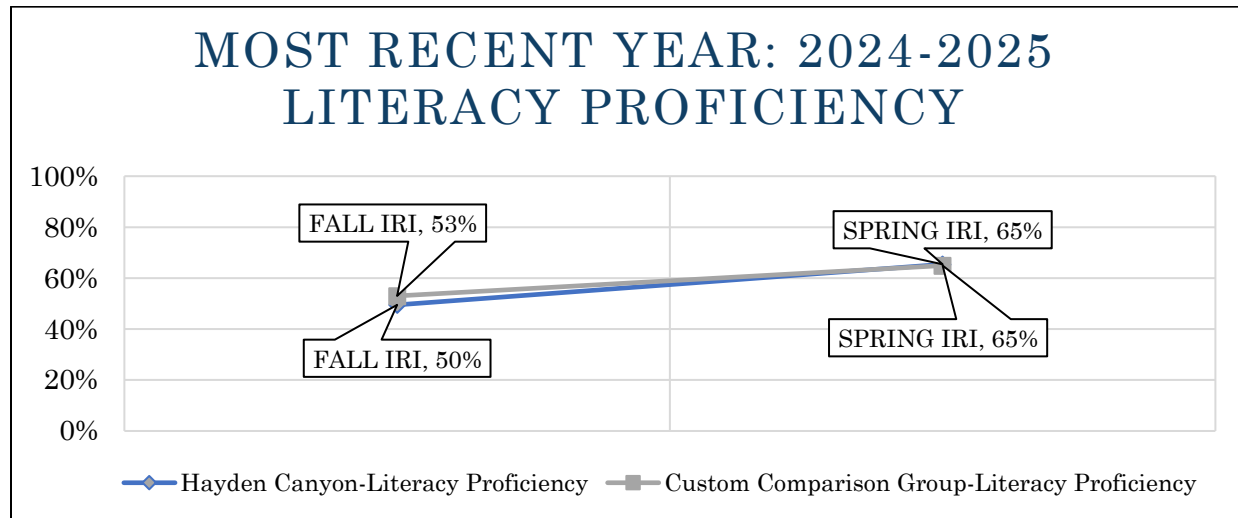 MOST RECENT YEAR: 2024-2025
LITERACY PROFICIENCY
100%
80%
60%
40%
20%
0%
FALL IRI, 53%
SPRING IRI, 65%
FALL IRI, 50%
SPRING IRI, 65%
Hayden Canyon-Literacy Proficiency
Custom Comparison Group-Literacy Proficiency